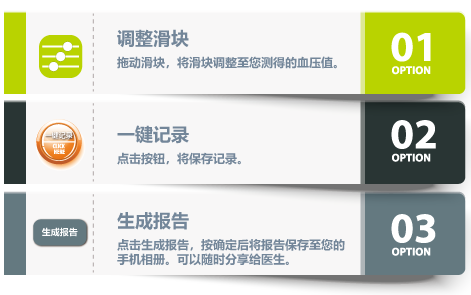 调整滑块
拖动滑块，将滑块调整至您测得的血压值。
01
OPTION
一键记录
CLICK
HERE
一键记录
点击按钮，将保存记录。
02
OPTION
生成报告
生成报告
点击生成报告，按确定后将报告保存至您的
手机相册。可以随时分享给医生。
03
OPTION